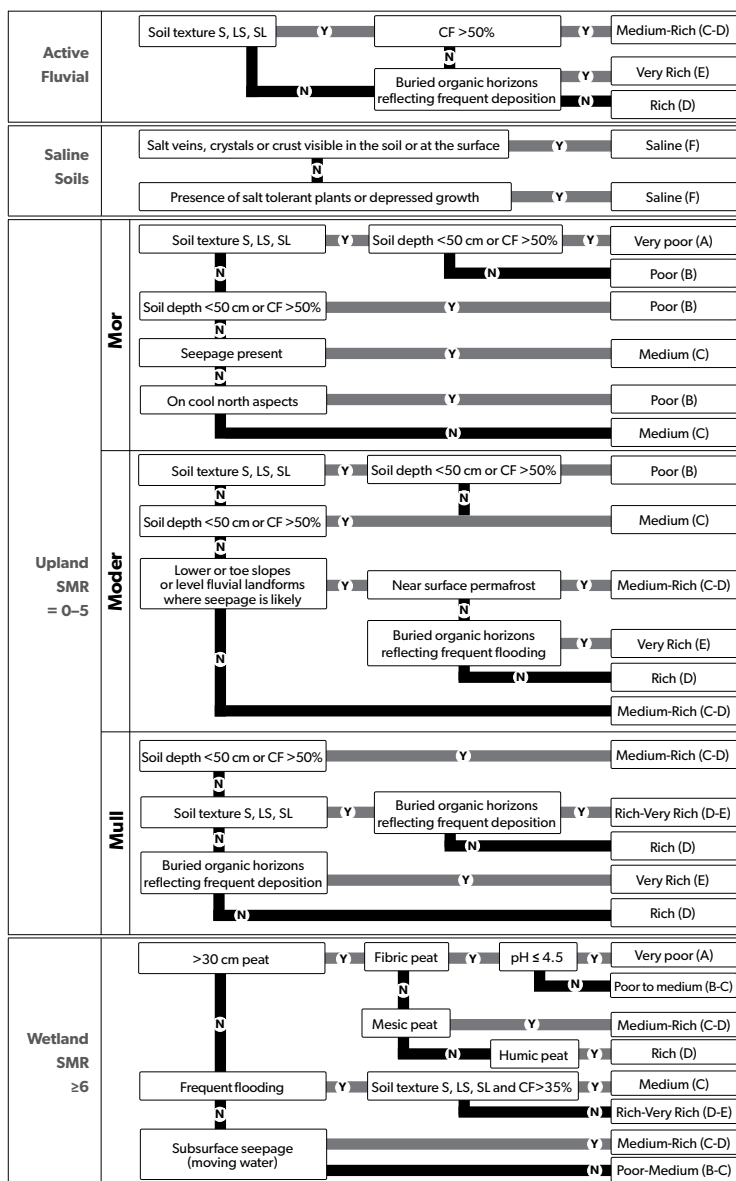 Active
Fluvial
Soil texture S, LS, SL
Y
CF >50%
Y
Medium-Rich (C-D)
N
N
Buried organic horizons
reflecting frequent deposition
Y
Very Rich (E)
N
Rich (D)
Saline
Soils
Salt veins, crystals or crust visible in the soil or at the surface
Y
Saline (F)
N
Presence of salt tolerant plants or depressed growth
Y
Saline (F)
Upland
SMR
= 0–5
Mor
Soil texture S, LS, SL
Y
Soil depth <50 cm or CF >50%
Y
Very poor (A)
N
N
Poor (B)
Soil depth <50 cm or CF >50%
Y
Poor (B)
N
Seepage present
Y
Medium (C)
N
On cool north aspects
Y
Poor (B)
N
Medium (C)
Moder
Soil texture S, LS, SL
Y
Soil depth <50 cm or CF >50%
Y
Poor (B)
N
N
Soil depth <50 cm or CF >50%
Y
Medium (C)
N
Lower or toe slopes
or level fluvial landforms
where seepage is likely
Y
Near surface permafrost
Y
Medium-Rich (C-D)
N
Buried organic horizons
reflecting frequent flooding
Y
Very Rich (E)
N
Rich (D)
N
Medium-Rich (C-D)
Mull
Soil depth <50 cm or CF >50%
Y
Medium-Rich (C-D)
N
Soil texture S, LS, SL
Y
Buried organic horizons
reflecting frequent deposition
Y
Rich-Very Rich (D-E)
N
N
Rich (D)
Buried organic horizons
reflecting frequent deposition
Y
Very Rich (E)
N
Rich (D)
Wetland
SMR
≥6
>30 cm peat
Y
Fibric peat
Y
pH ≤ 4.5
Y
Very poor (A)
N
Poor to medium (B-C)
N
N
Mesic peat
Y
Medium-Rich (C-D)
N
Humic peat
Y
Rich (D)
Frequent flooding
Y
Soil texture S, LS, SL and CF>35%
Y
Medium (C)
N
N
Rich-Very Rich (D-E)
Subsurface seepage
(moving water)
Y
Medium-Rich (C-D)
N
Poor-Medium (B-C)